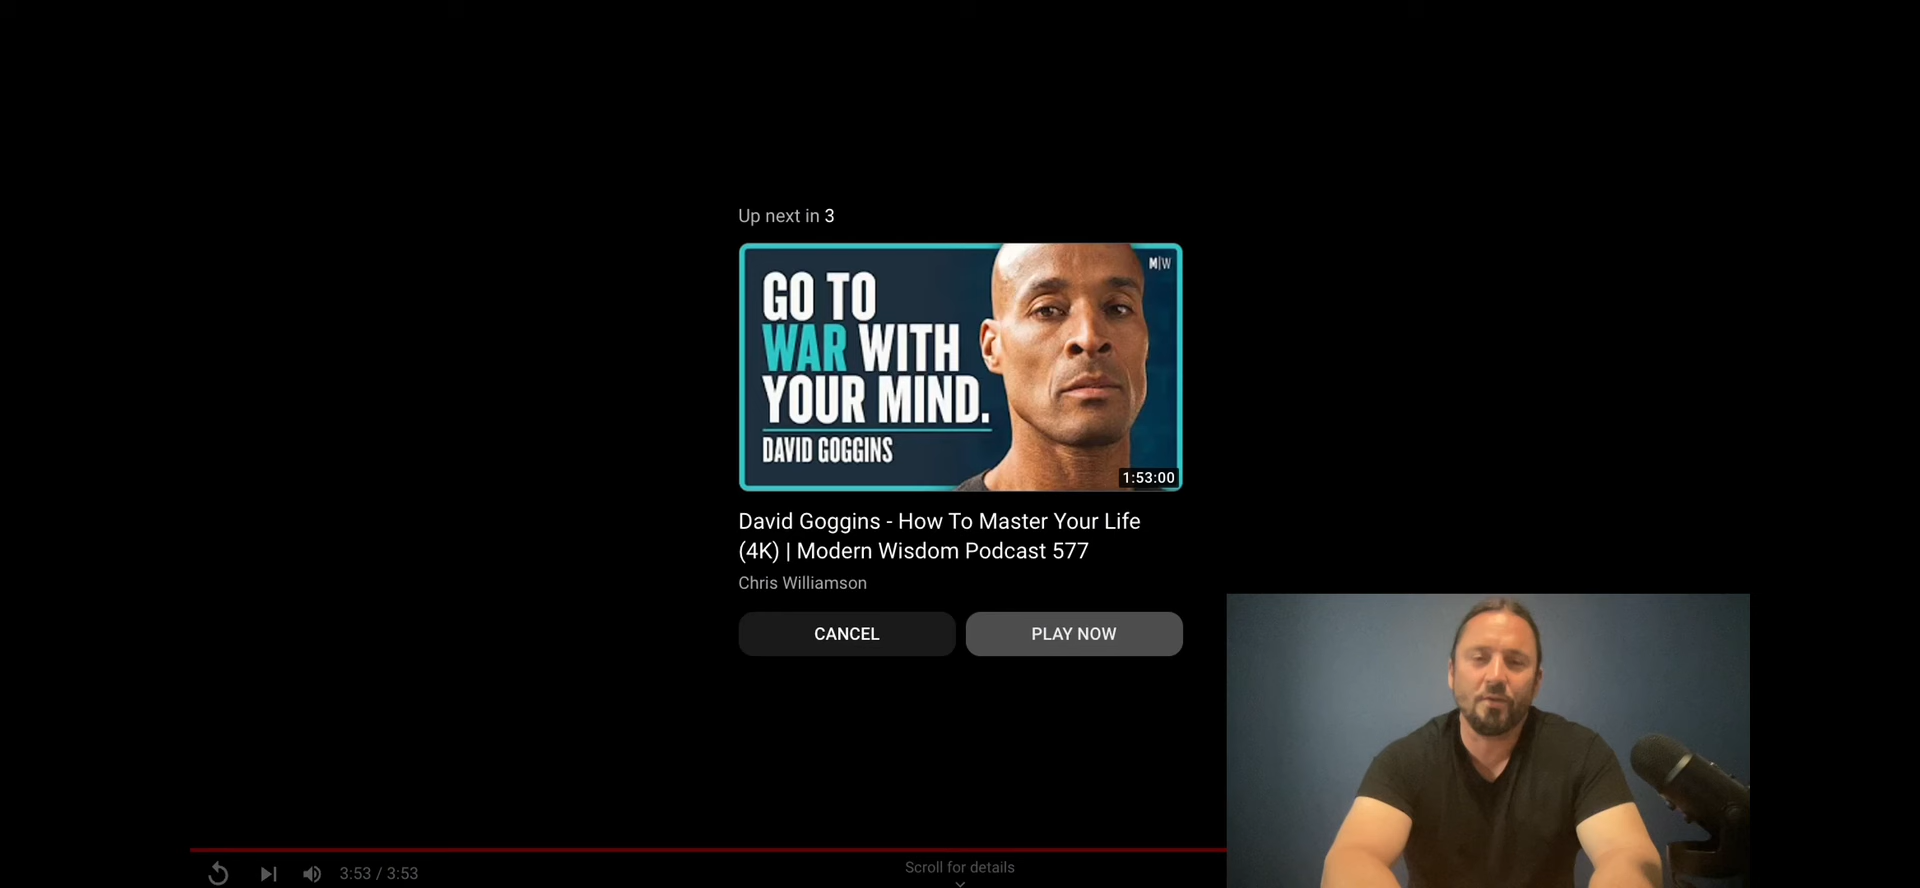 Up next in 3
GO TO
WAR WITH
YOUR MIND.
DAVID GOGGINS
M|W
1:53:00
David Goggins - How To Master Your Life
(4K) | Modern Wisdom Podcast 577
Chris Williamson
CANCEL
PLAY NOW
3:53 / 3:53
Scroll for details